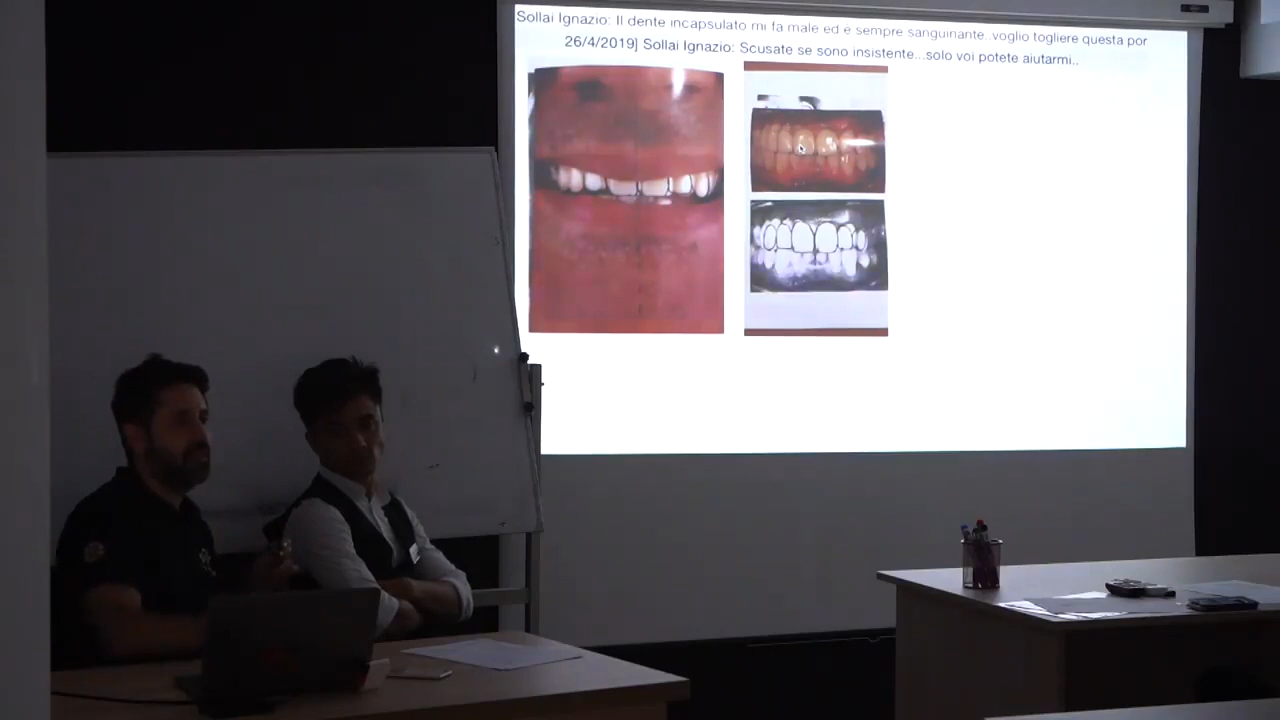 Sollai Ignazio: Il dente incapsulato mi fa male ed è sempre sanguinante..voglio togliere questa por
26/4/2019] Sollai Ignazio: Scusate se sono insistente...solo voi potete aiutarmi..